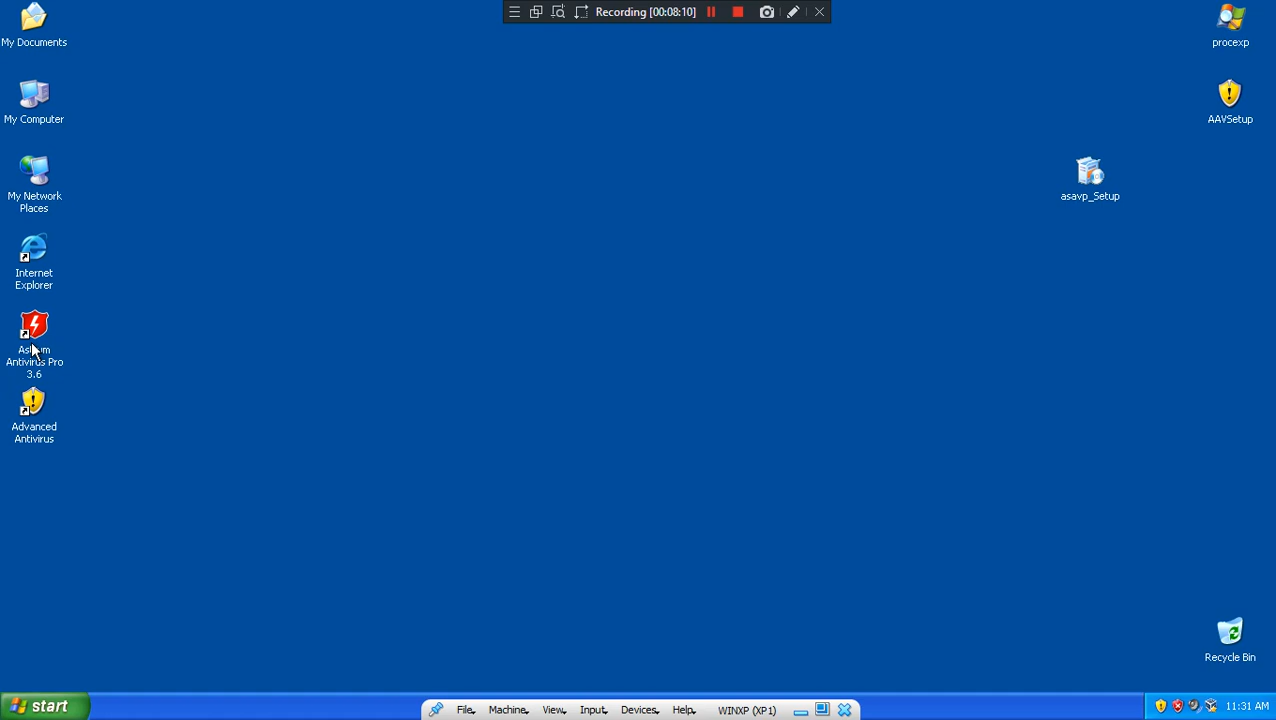 Recording [00:08:10]
My Documents
My Computer
My Network
Places
Internet
Explorer
Antivirus Pro
3.6
Advanced
Antivirus
procexp
AAVSetup
asavp_Setup
Recycle Bin
start
File
Machine
View
Input
Devices
Help
WINXP (XP1)
11:31 AM